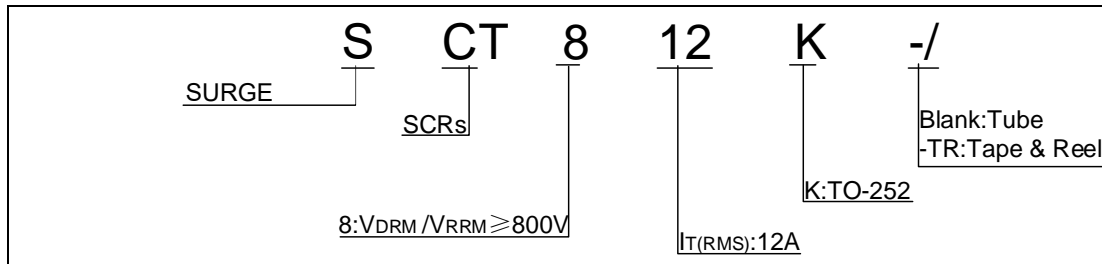 S CT 8 12 K -/
SURGE
SCRs
Blank:Tube
-TR:Tape & Reel
K:TO-252
8:VDRM /VRRM≥800V
IT(RMS):12A